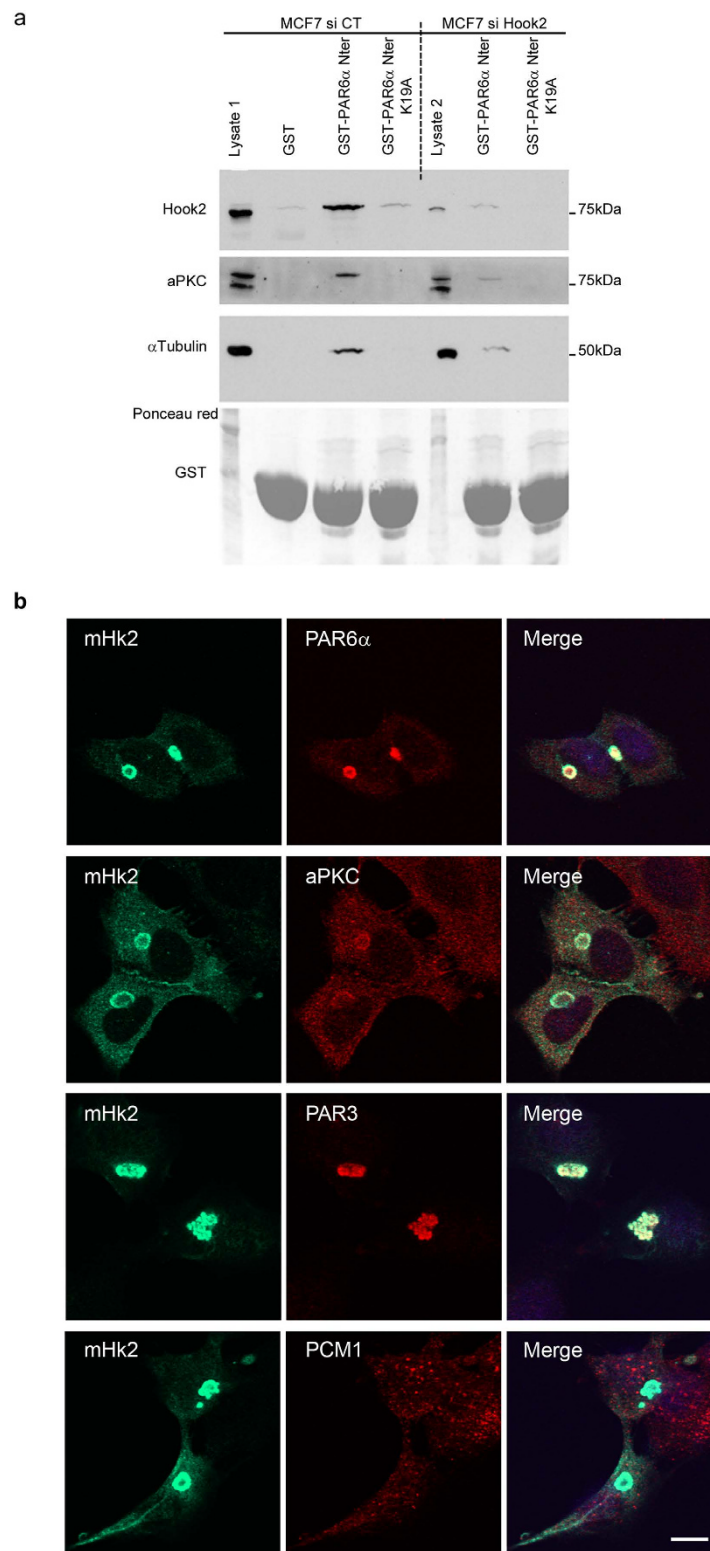 a
MCF7 si CT
MCF7 si Hook2
Lysate 1
GST
GST-PAR6α Nter
GST-PAR6α Nter
K19A
Lysate 2
GST-PAR6α Nter
GST-PAR6α Nter
K19A
Hook2
75kDa
aPKC
75kDa
αTubulin
50kDa
Ponceau red
GST
b
mHk2 PAR6α Merge
mHk2 aPKC Merge
mHk2 PAR3 Merge
mHk2 PCM1 Merge